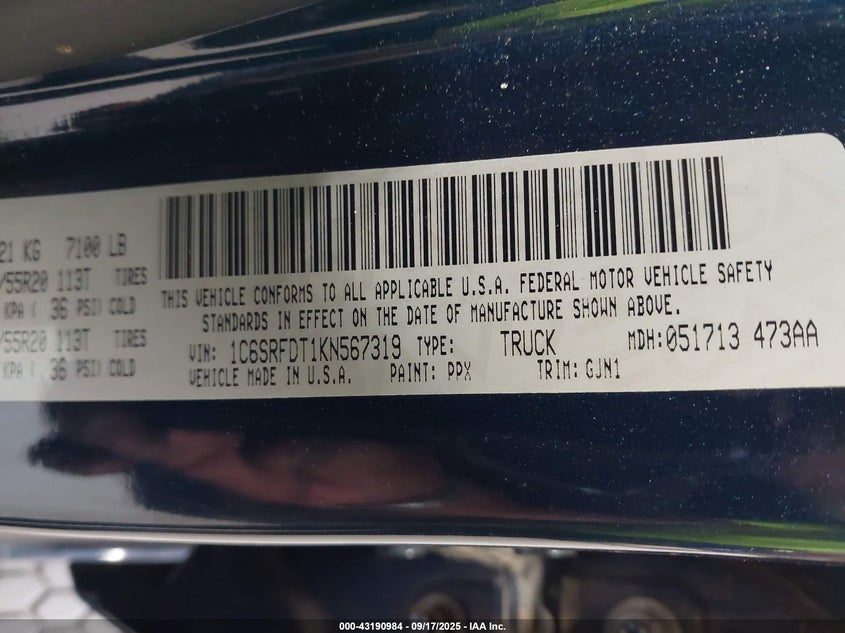 21 KG 7100 LB
/55R20 113T TIRES
KPA ( 36 PSI) COLD
/55R20 113T TIRES
KPA ( 36 PSI) COLD
THIS VEHICLE CONFORMS TO ALL APPLICABLE U.S.A. FEDERAL MOTOR VEHICLE SAFETY
STANDARDS IN EFFECT ON THE DATE OF MANUFACTURE SHOWN ABOVE.
VIN: 1C6SRFDT1KN567319 TYPE: TRUCK MDH:051713 473AA
VEHICLE MADE IN U.S.A. PAINT: PPX TRIM: GJN1
000-43190984 - 09/17/2025 - IAA Inc.